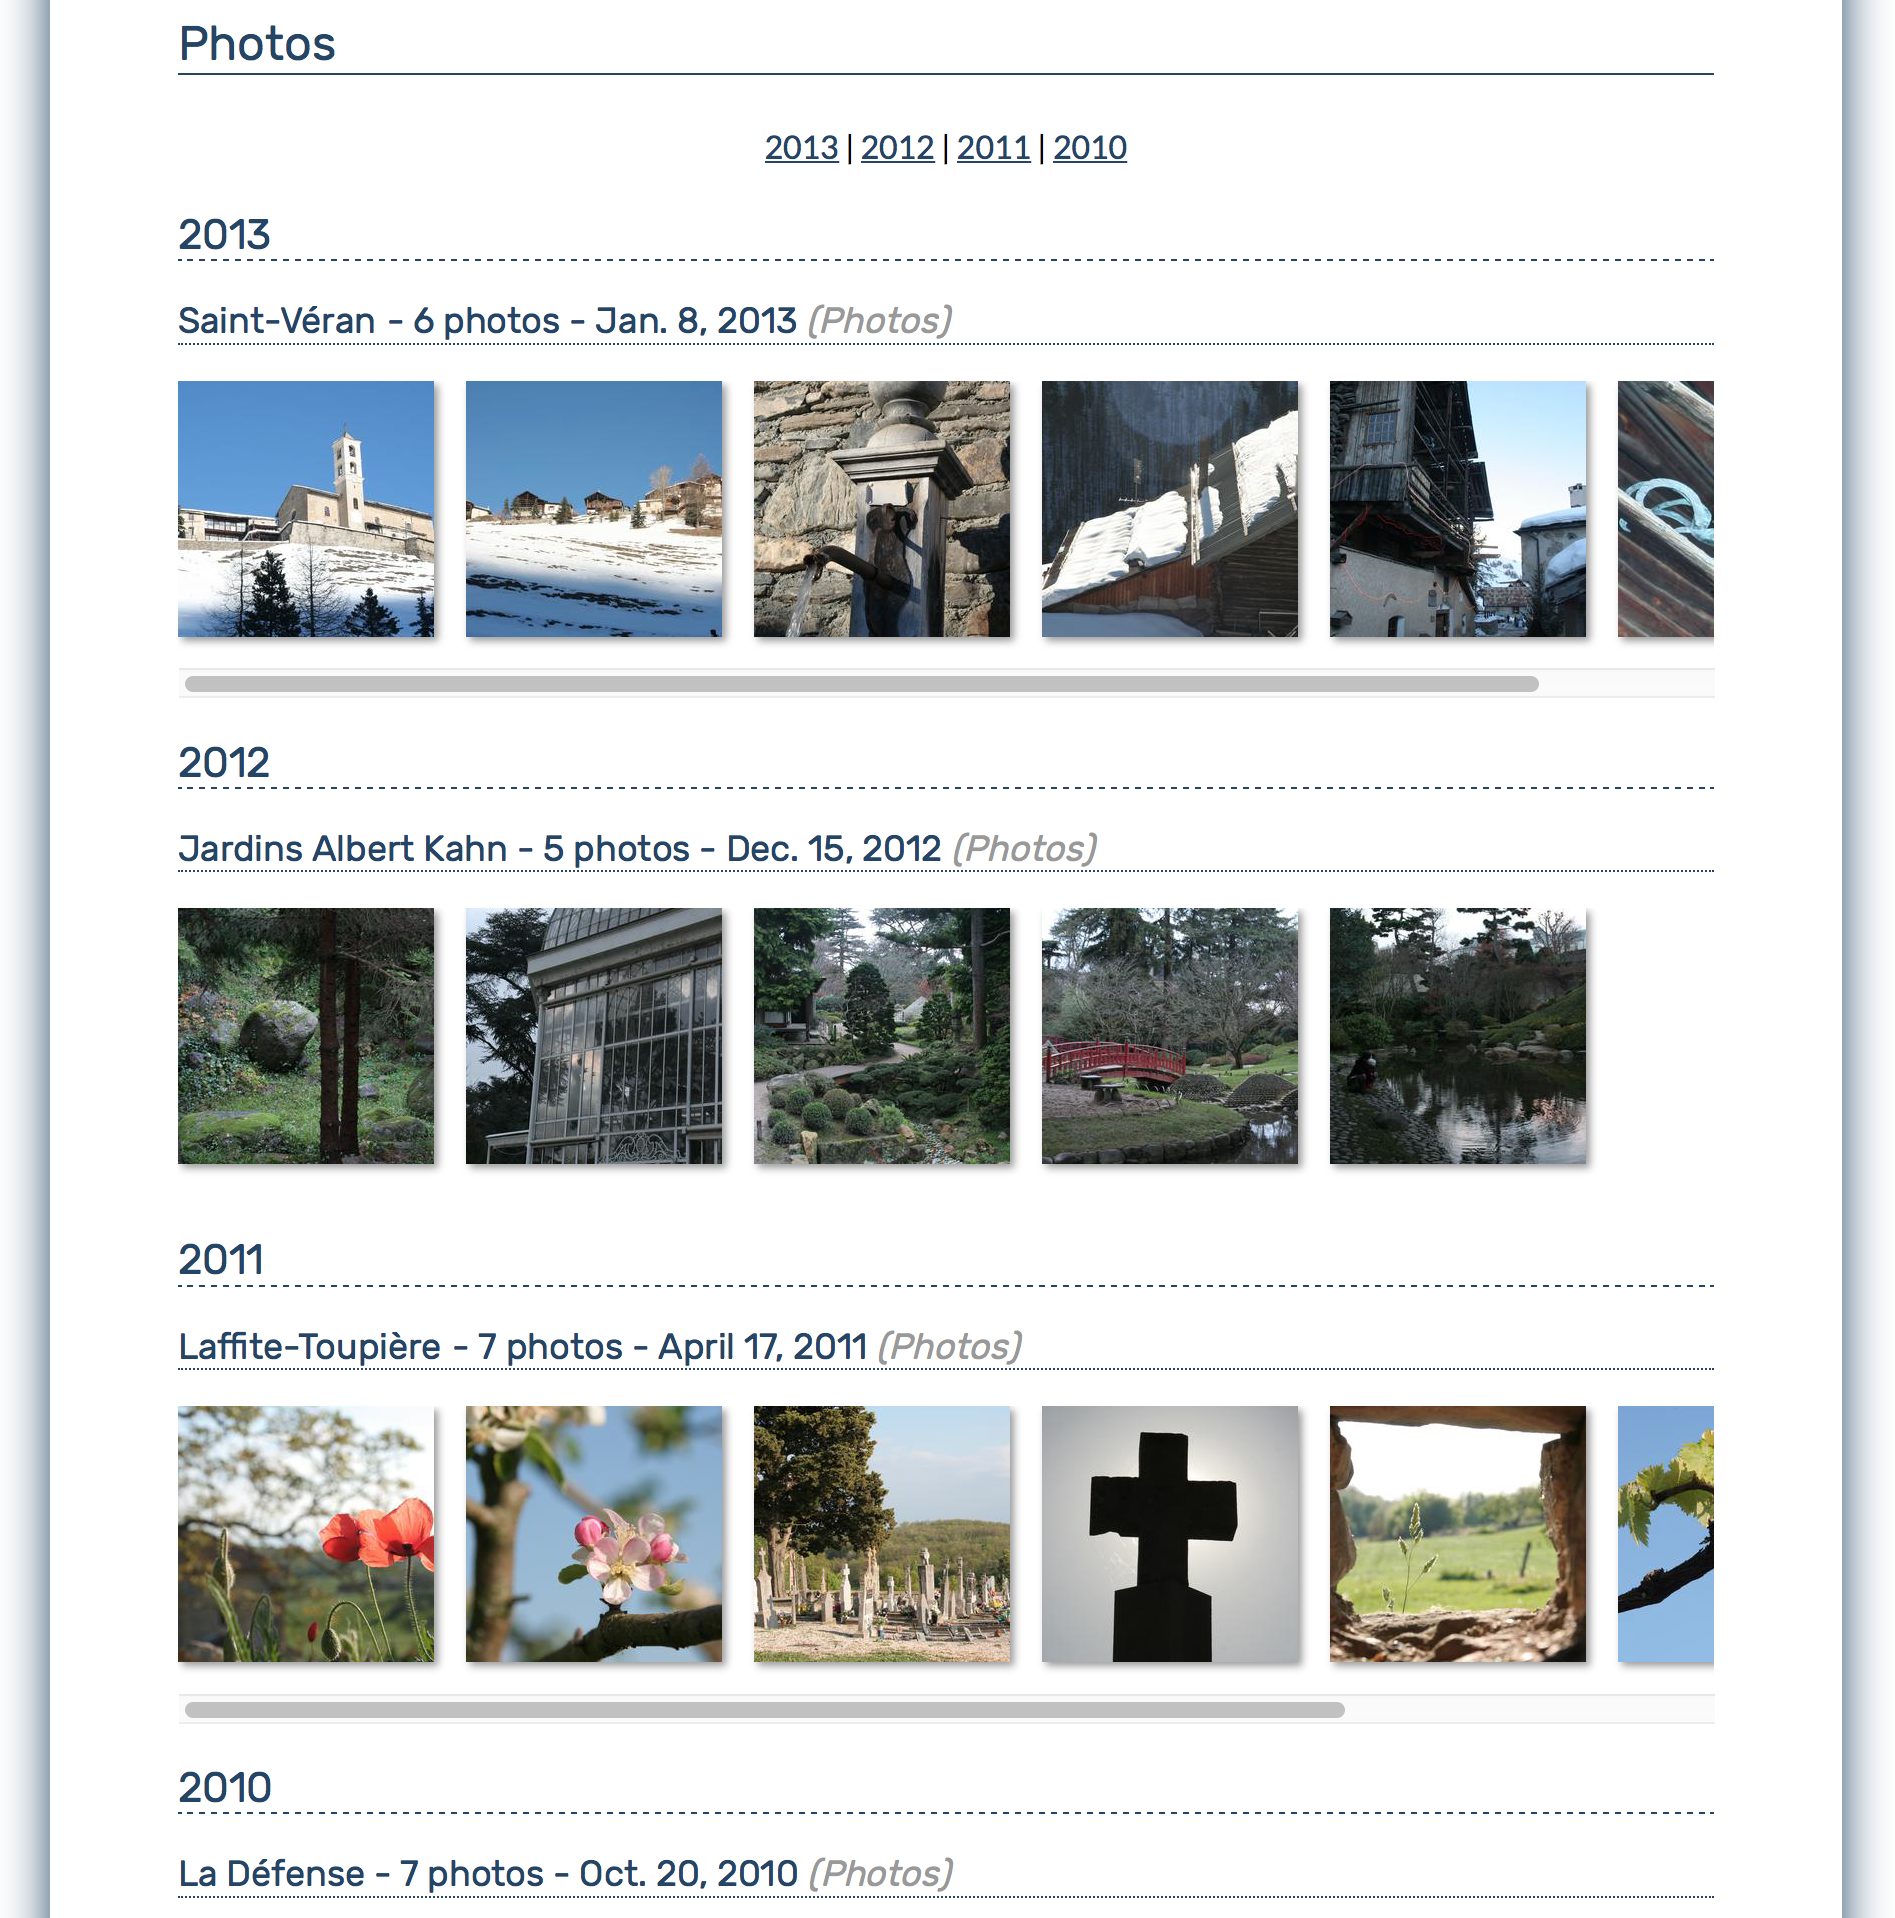 Photos
2013 | 2012 | 2011 | 2010
2013
Saint-Véran - 6 photos - Jan. 8, 2013 (Photos)
2012
Jardins Albert Kahn - 5 photos - Dec. 15, 2012 (Photos)
2011
Laffite-Toupière - 7 photos - April 17, 2011 (Photos)
2010
La Défense - 7 photos - Oct. 20, 2010 (Photos)